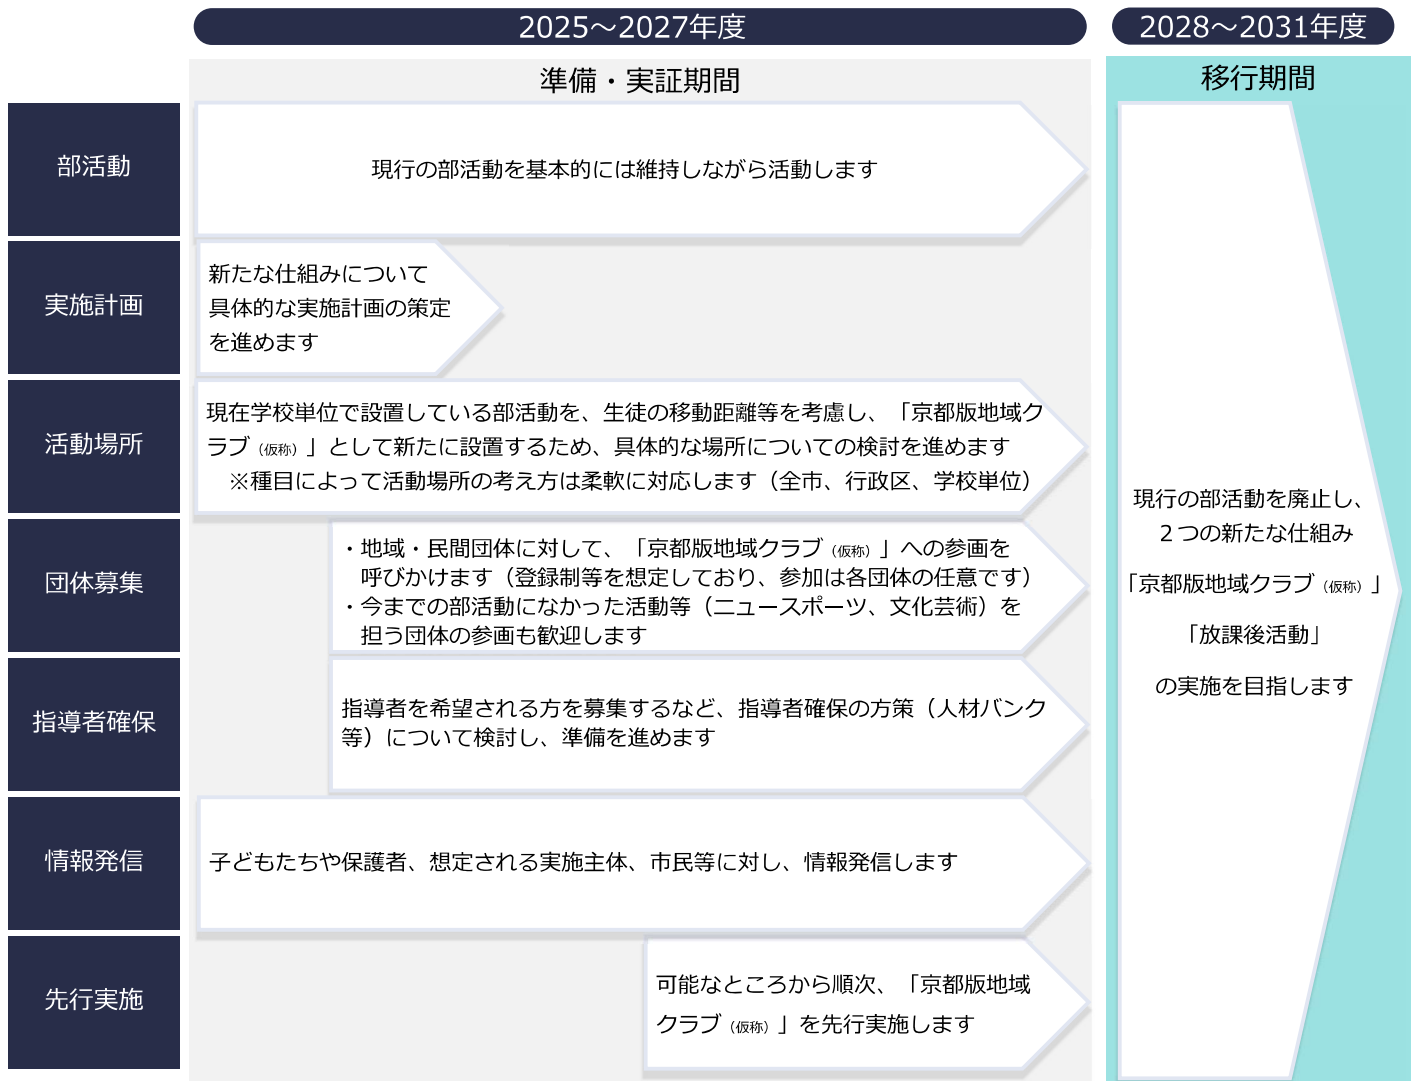 2025～2027年度
2028～2031年度
準備・実証期間
移行期間
部活動
現行の部活動を基本的には維持しながら活動します
実施計画
新たな仕組みについて
具体的な実施計画の策定
を進めます
活動場所
現在学校単位で設置している部活動を、生徒の移動距離等を考慮し、「京都版地域ク
ラブ（仮称）」として新たに設置するため、具体的な場所についての検討を進めます
※種目によって活動場所の考え方は柔軟に対応します（全市、行政区、学校単位）
団体募集
・地域・民間団体に対して、「京都版地域クラブ（仮称）」への参画を
呼びかけます（登録制等を想定しており、参加は各団体の任意です）
・今までの部活動になかった活動等（ニュースポーツ、文化芸術）を
担う団体の参画も歓迎します
指導者確保
指導者を希望される方を募集するなど、指導者確保の方策（人材バンク
等）について検討し、準備を進めます
情報発信
子どもたちや保護者、想定される実施主体、市民等に対し、情報発信します
先行実施
可能なところから順次、「京都版地域
クラブ（仮称）」を先行実施します
現行の部活動を廃止し、
２つの新たな仕組み
「京都版地域クラブ（仮称）」
「放課後活動」
の実施を目指します